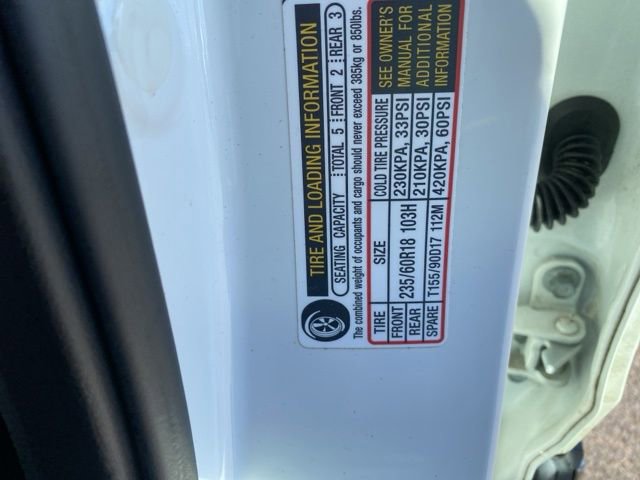 TIRE AND LOADING INFORMATION
SEATING CAPACITY TOTAL 5 FRONT 2 REAR 3
The combined weight of occupants and cargo should never exceed 385kg or 850lbs.
TIRE SIZE COLD TIRE PRESSURE
FRONT 235/60R18 103H 230KPA, 33PSI
REAR 210KPA, 30PSI
SPARE T155/90D17 112M 420KPA, 60PSI
SEE OWNER'S
MANUAL FOR
ADDITIONAL
INFORMATION